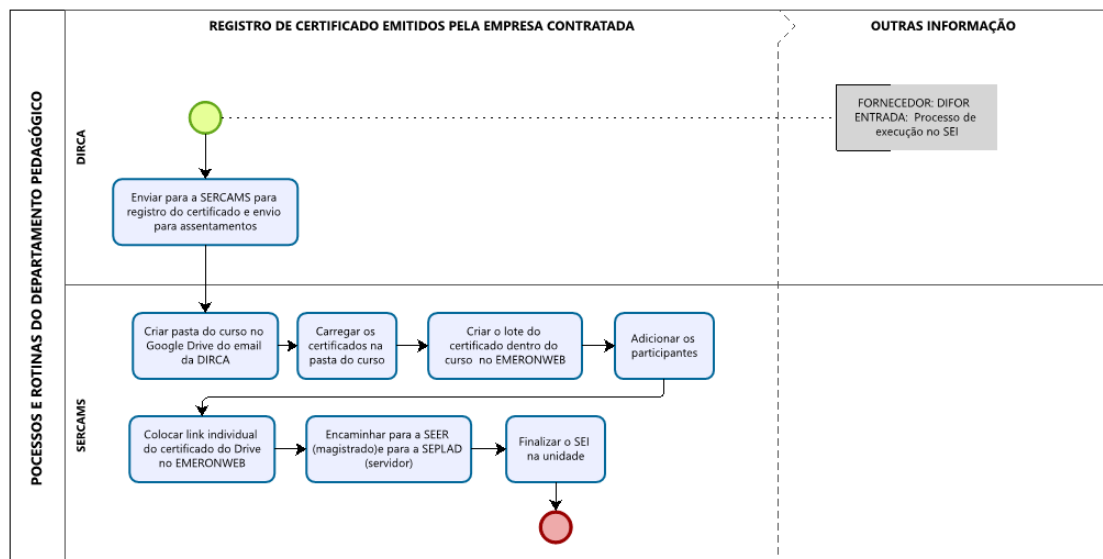 POCESSOS E ROTINAS DO DEPARTAMENTO PEDAGÓGICO
REGISTRO DE CERTIFICADO EMITIDOS PELA EMPRESA CONTRATADA
OUTRAS INFORMAÇÃO
DIRCA
FORNECEDOR: DIFOR
ENTRADA: Processo de
execução no SEI
Enviar para a SERCAMS para
registro do certificado e envio
para assentamentos
SERCAMS
Criar pasta do curso no
Google Drive do email
da DIRCA
Carregar os
certificados na
pasta do curso
Criar o lote do
certificado dentro do
curso no EMERONWEB
Adicionar os
participantes
Colocar link individual
do certificado do Drive
no EMERONWEB
Encaminhar para a SEER
(magistrado)e para a SEPLAD
(servidor)
Finalizar o SEI
na unidade